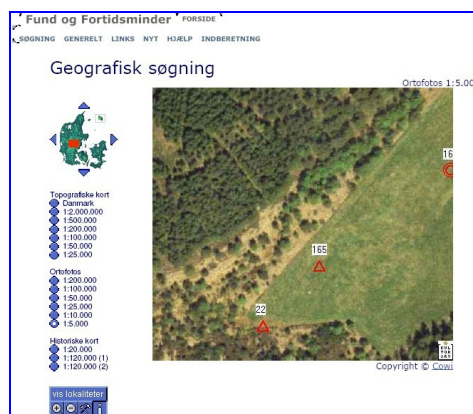 Fund og Fortidsminder FORSIDE
SØGNING GENERELT LINKS NYT HJÆLP INDBERETNING
Geografisk søgning
Ortofotos 1:5.00
16
165
22
Topografiske kort
Danmark
1:2.000.000
1:500.000
1:200.000
1:100.000
1:50.000
1:25.000
Ortofotos
1:200.000
1:100.000
1:50.000
1:25.000
1:10.000
1:5.000
Historiske kort
1:20.000
1:120.000 (1)
1:120.000 (2)
Copyright © Cowi
vis lokaliteter